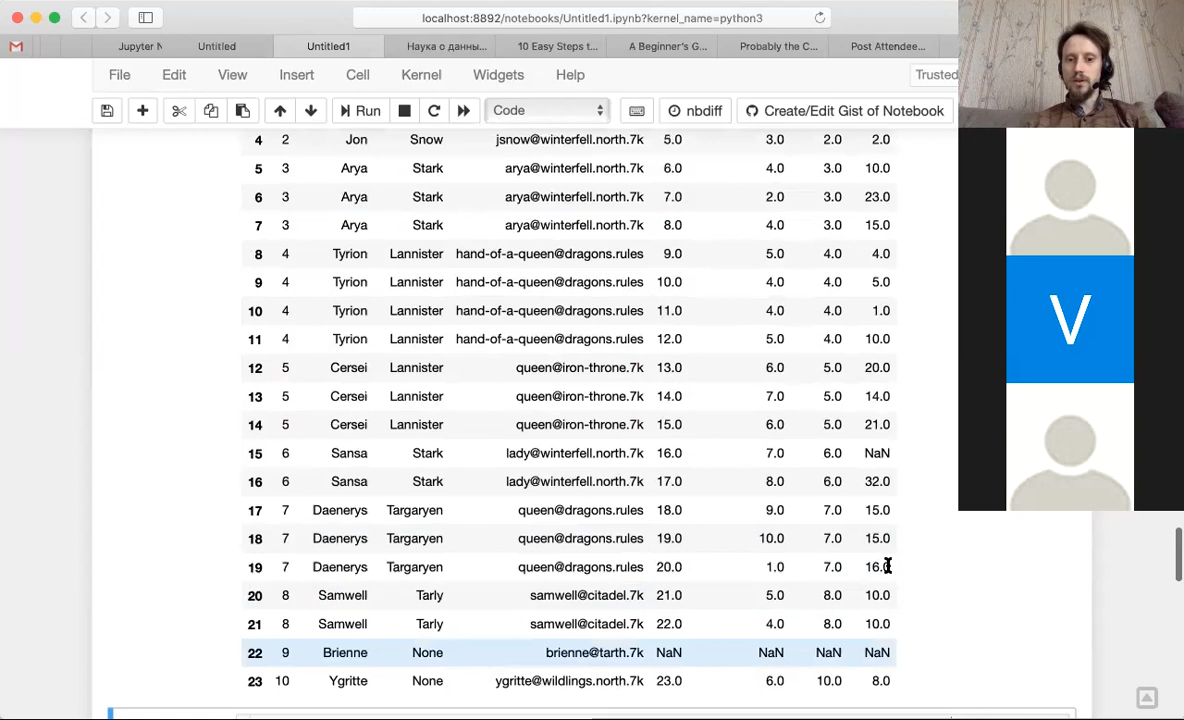 localhost:8892/notebooks/Untitled1.ipynb?kernel_name=python3
Jupyter N Untitled Untitled1 Наука о данны... 10 Easy Steps t... A Beginner's G... Probably the C... Post Attendee...
File Edit View Insert Cell Kernel Widgets Help Trusted
Run Code nbdiff Create/Edit Gist of Notebook
4 2 Jon Snow jsnow@winterfell.north.7k 5.0 3.0 2.0 2.0
5 3 Arya Stark arya@winterfell.north.7k 6.0 4.0 3.0 10.0
6 3 Arya Stark arya@winterfell.north.7k 7.0 2.0 3.0 23.0
7 3 Arya Stark arya@winterfell.north.7k 8.0 4.0 3.0 15.0
8 4 Tyrion Lannister hand-of-a-queen@dragons.rules 9.0 5.0 4.0 4.0
9 4 Tyrion Lannister hand-of-a-queen@dragons.rules 10.0 4.0 4.0 5.0
10 4 Tyrion Lannister hand-of-a-queen@dragons.rules 11.0 4.0 4.0 1.0
11 4 Tyrion Lannister hand-of-a-queen@dragons.rules 12.0 5.0 4.0 10.0
12 5 Cersei Lannister queen@iron-throne.7k 13.0 6.0 5.0 20.0
13 5 Cersei Lannister queen@iron-throne.7k 14.0 7.0 5.0 14.0
14 5 Cersei Lannister queen@iron-throne.7k 15.0 6.0 5.0 21.0
15 6 Sansa Stark lady@winterfell.north.7k 16.0 7.0 6.0 NaN
16 6 Sansa Stark lady@winterfell.north.7k 17.0 8.0 6.0 32.0
17 7 Daenerys Targaryen queen@dragons.rules 18.0 9.0 7.0 15.0
18 7 Daenerys Targaryen queen@dragons.rules 19.0 10.0 7.0 15.0
19 7 Daenerys Targaryen queen@dragons.rules 20.0 1.0 7.0 16.0
20 8 Samwell Tarly samwell@citadel.7k 21.0 5.0 8.0 10.0
21 8 Samwell Tarly samwell@citadel.7k 22.0 4.0 8.0 10.0
22 9 Brienne None brienne@tarth.7k NaN NaN NaN NaN
23 10 Ygritte None ygritte@wildlings.north.7k 23.0 6.0 10.0 8.0
V